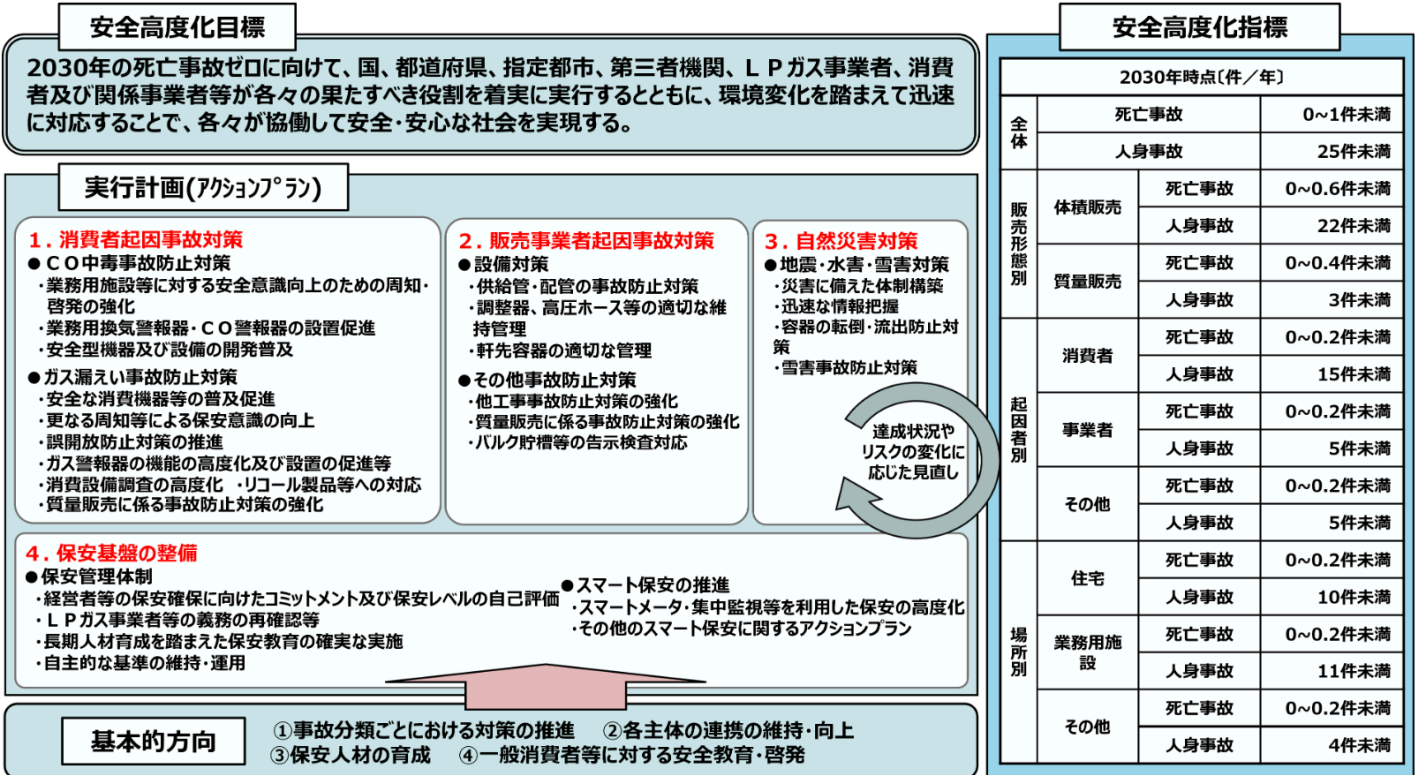 安全高度化目標
2030年の死亡事故ゼロに向けて、国、都道府県、指定都市、第三者機関、ＬＰガス事業者、消費
者及び関係事業者等が各々の果たすべき役割を着実に実行するとともに、環境変化を踏まえて迅速
に対応することで、各々が協働して安全・安心な社会を実現する。
実行計画(ｱｸｼｮﾝﾌﾟﾗﾝ)
1．消費者起因事故対策
●ＣＯ中毒事故防止対策
・業務用施設等に対する安全意識向上のための周知・
啓発の強化
・業務用換気警報器・ＣＯ警報器の設置促進
・安全型機器及び設備の開発普及
●ガス漏えい事故防止対策
・安全な消費機器等の普及促進
・更なる周知等による保安意識の向上
・誤開放防止対策の推進
・ガス警報器の機能の高度化及び設置の促進等
・消費設備調査の高度化　・リコール製品等への対応
・質量販売に係る事故防止対策の強化
2．販売事業者起因事故対策
●設備対策
・供給管・配管の事故防止対策
・調整器、高圧ホース等の適切な維
持管理
・軒先容器の適切な管理
●その他事故防止対策
・他工事事故防止対策の強化
・質量販売に係る事故防止対策の強化
・バルク貯槽等の告示検査対応
3．自然災害対策
●地震・水害・雪害対策
・災害に備えた体制構築
・迅速な情報把握
・容器の転倒・流出防止対
策
・雪害事故防止対策
達成状況や
リスクの変化に
応じた見直し
4．保安基盤の整備
●保安管理体制
・経営者等の保安確保に向けたコミットメント及び保安レベルの自己評価
・ＬＰガス事業者等の義務の再確認等
・長期人材育成を踏まえた保安教育の確実な実施
・自主的な基準の維持・運用
●スマート保安の推進
・スマートメータ・集中監視等を利用した保安の高度化
・その他のスマート保安に関するアクションプラン
基本的方向
①事故分類ごとにおける対策の推進　②各主体の連携の維持・向上
③保安人材の育成　④一般消費者等に対する安全教育・啓発
安全高度化指標
2030年時点〔件／年〕
全体
死亡事故 0~1件未満
人身事故 25件未満
販売形態別
体積販売
死亡事故 0~0.6件未満
人身事故 22件未満
質量販売
死亡事故 0~0.4件未満
人身事故 3件未満
起因者別
消費者
死亡事故 0~0.2件未満
人身事故 15件未満
事業者
死亡事故 0~0.2件未満
人身事故 5件未満
その他
死亡事故 0~0.2件未満
人身事故 5件未満
場所別
住宅
死亡事故 0~0.2件未満
人身事故 10件未満
業務用施
設
死亡事故 0~0.2件未満
人身事故 11件未満
その他
死亡事故 0~0.2件未満
人身事故 4件未満